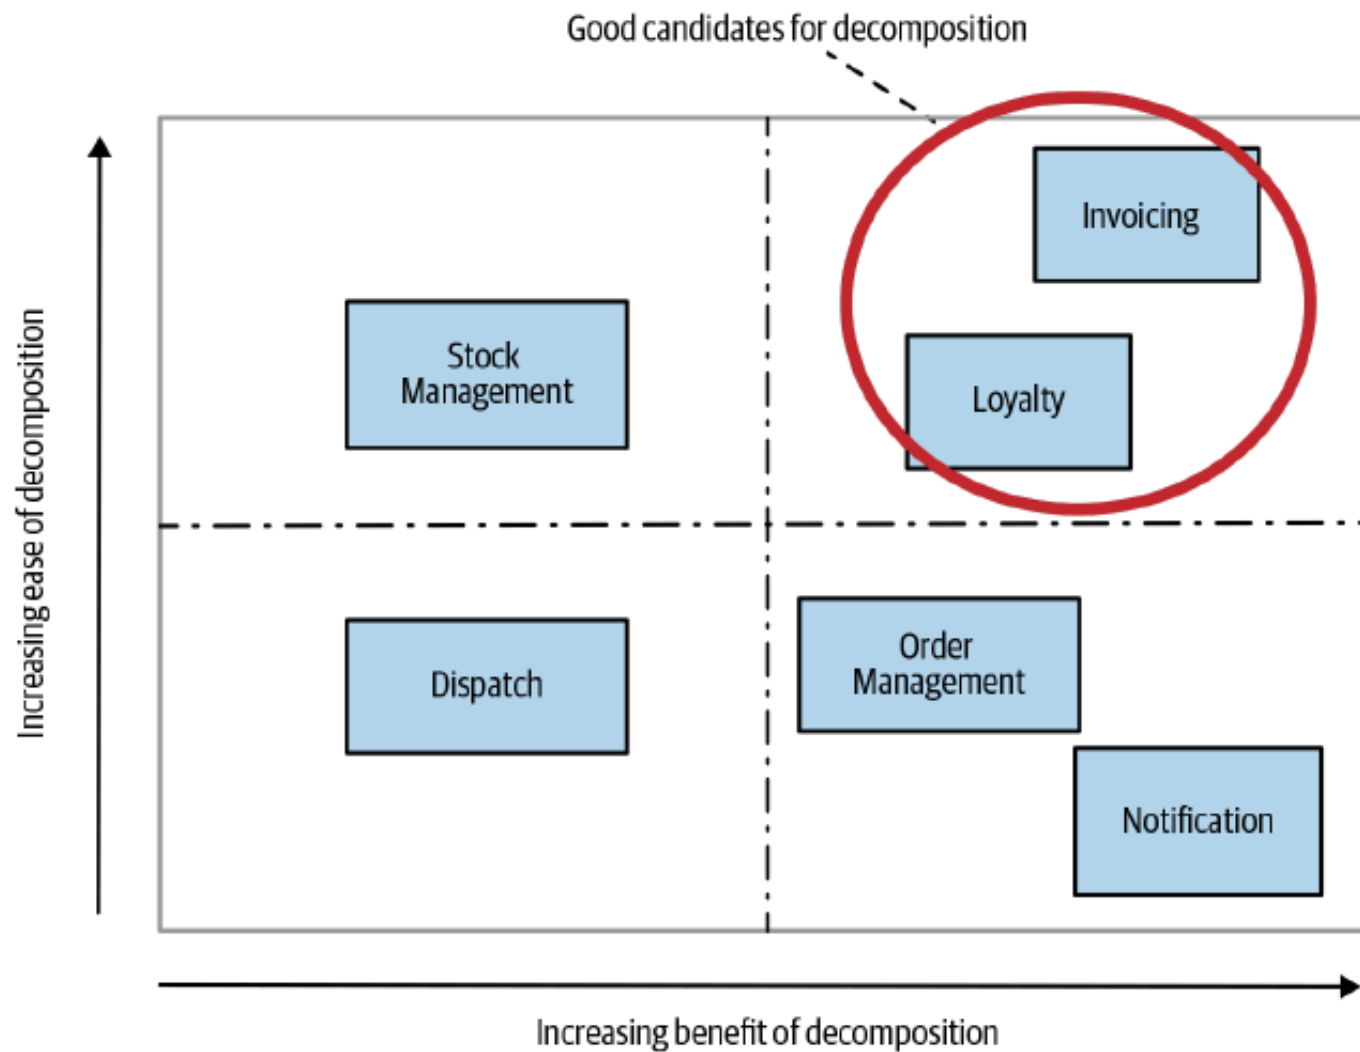 Good candidates for decomposition
Invoicing
Stock
Management
Loyalty
Increasing ease of decomposition
Order
Management
Dispatch
Notification
Increasing benefit of decomposition